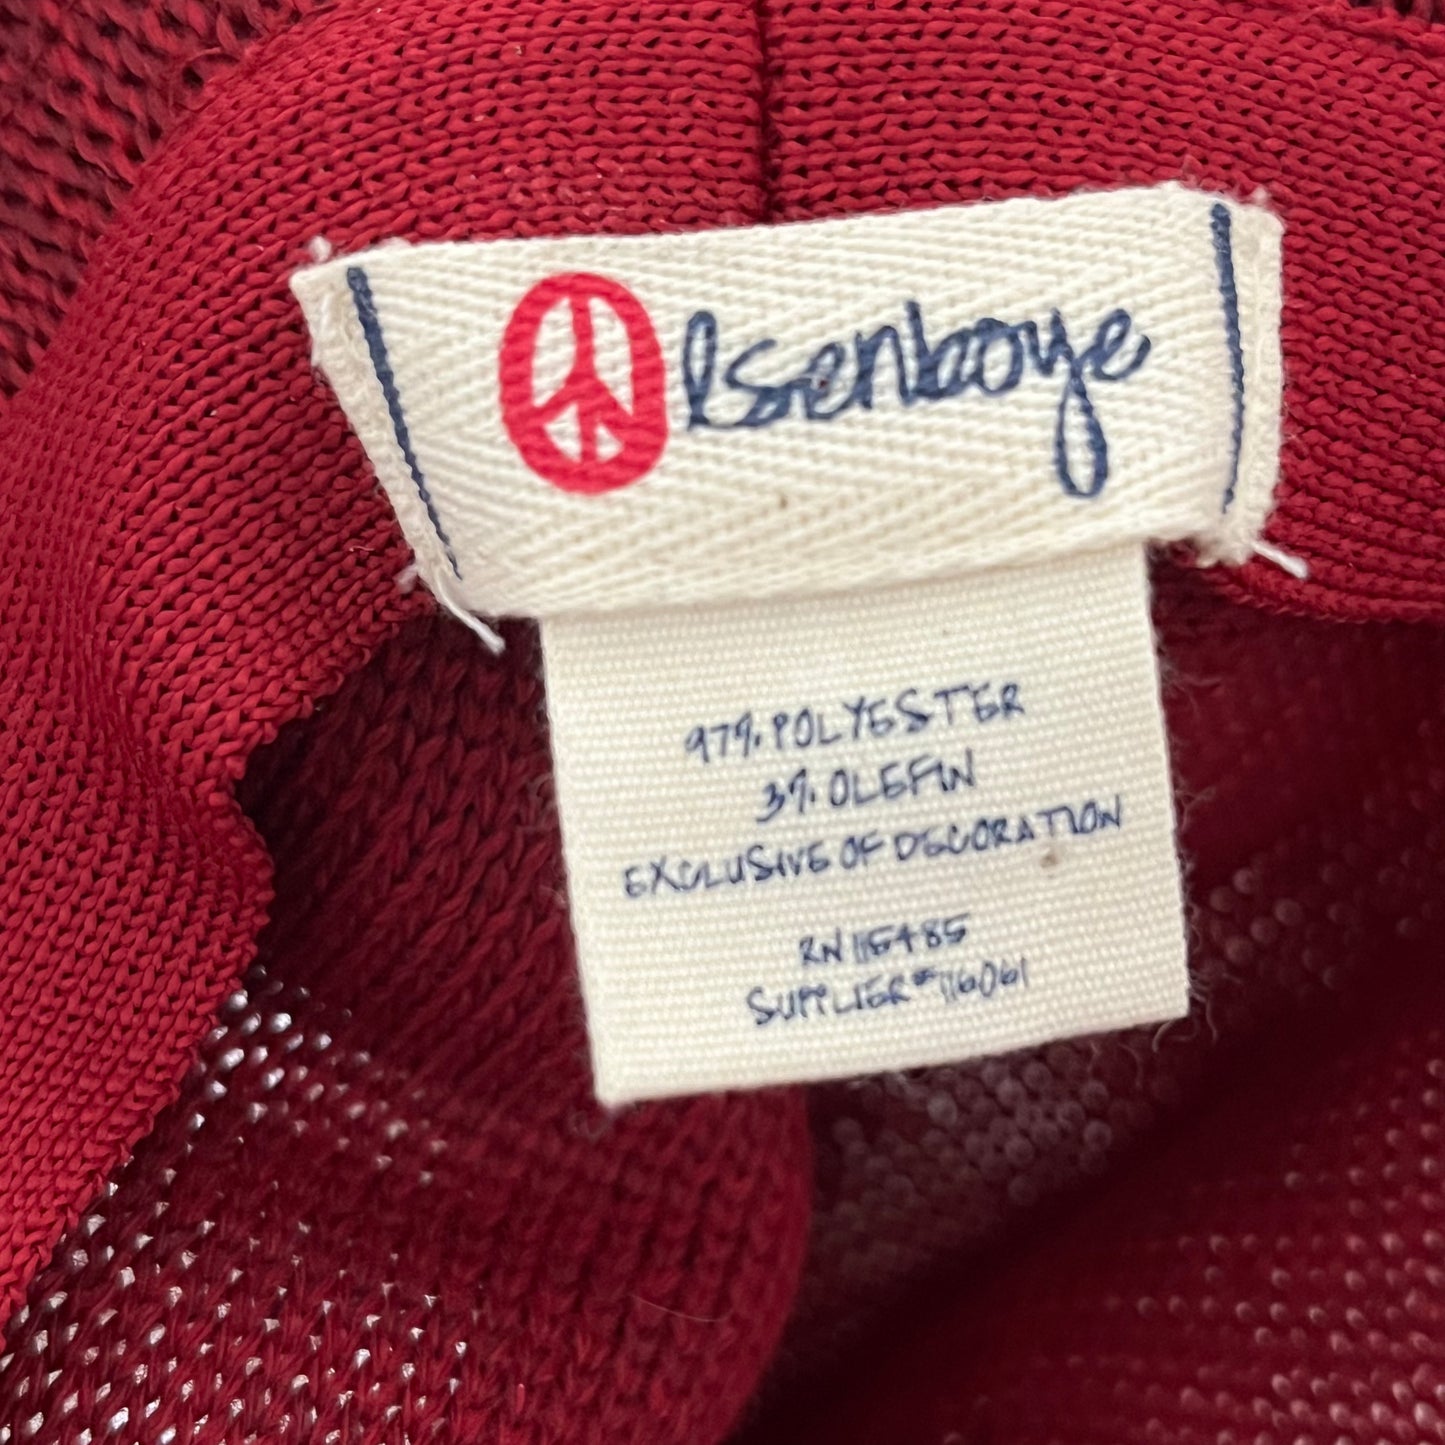 Olsenboye
97% POLYESTER
3% OLEFIN
EXCLUSIVE OF DECORATION
RN 115485
SUPPLIER #116061